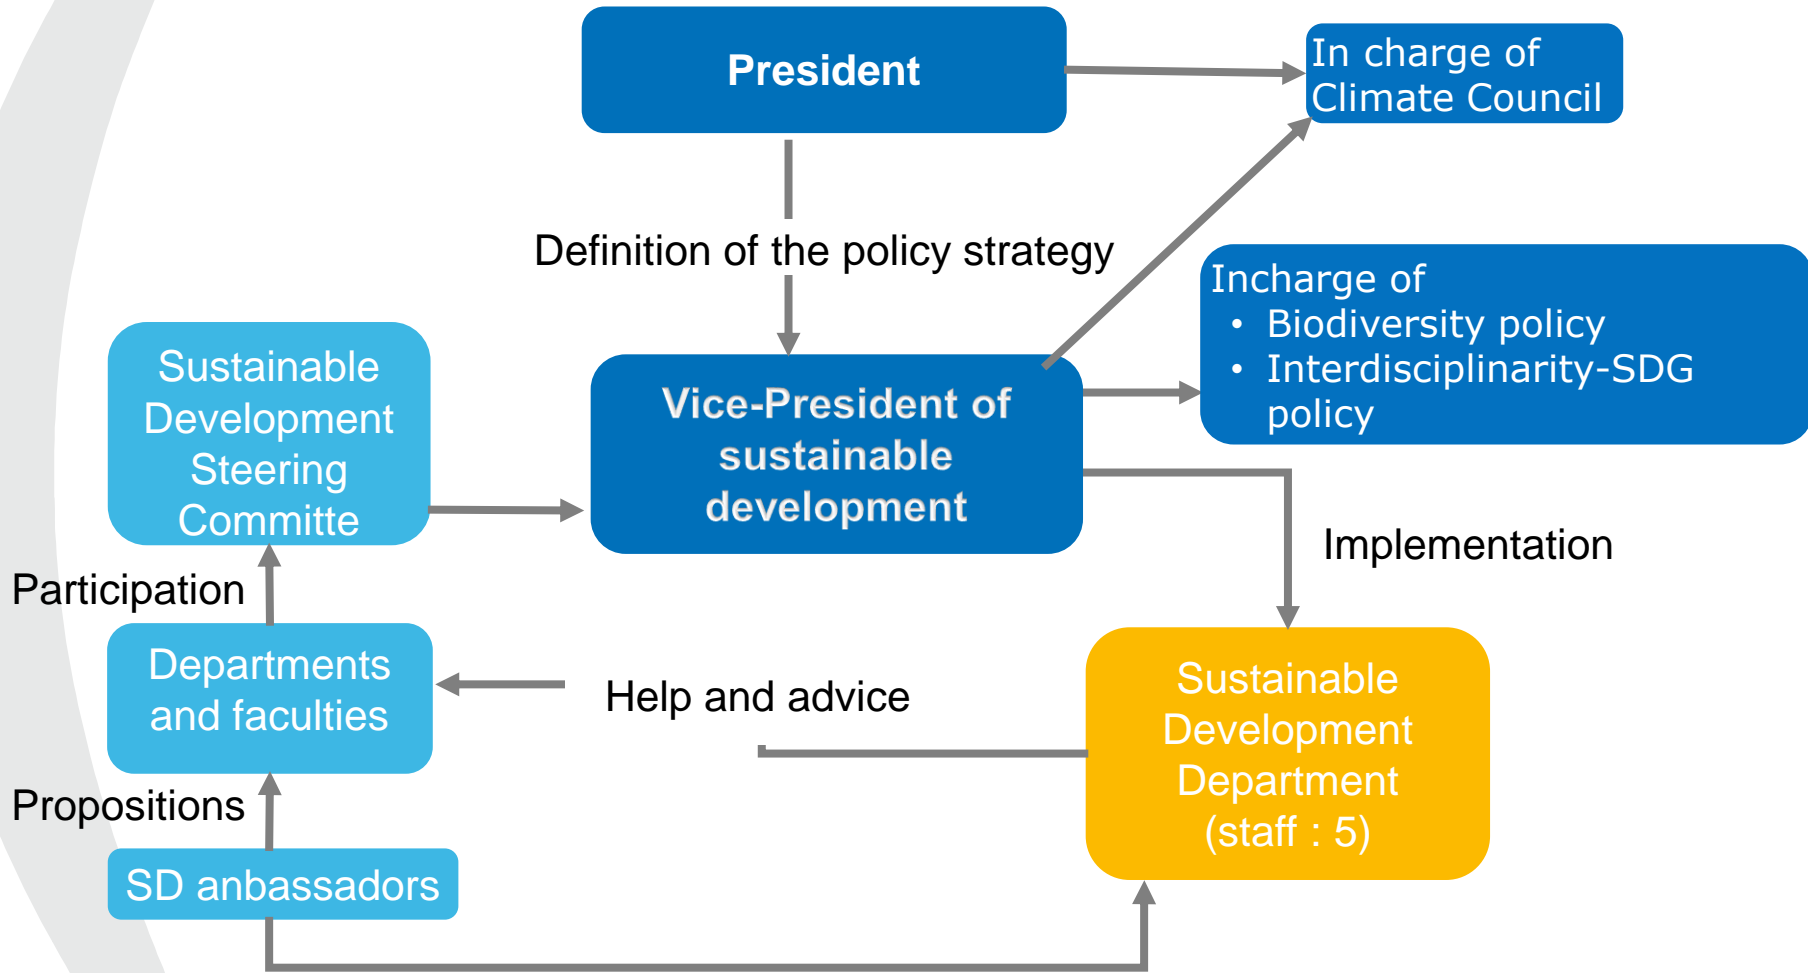 President
In charge of
Climate Council
Definition of the policy strategy
Incharge of
• Biodiversity policy
• Interdisciplinarity-SDG
policy
Sustainable
Development
Steering
Committe
Vice-President of
sustainable
development
Implementation
Participation
Departments
and faculties
Help and advice
Sustainable
Development
Department
(staff : 5)
Propositions
SD anbassadors